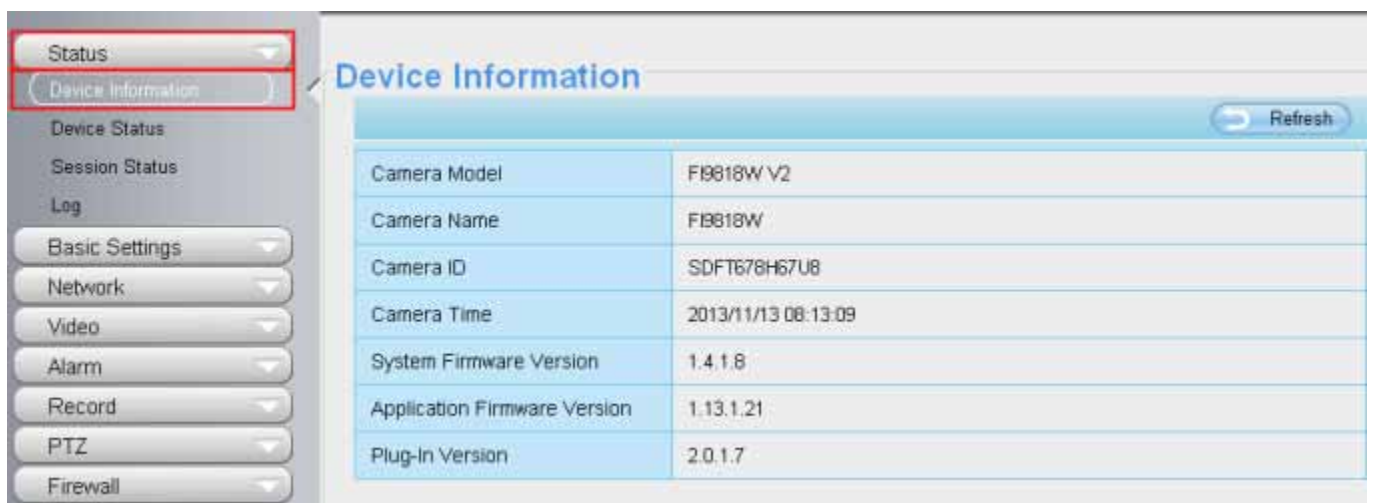 Status
Device Information
Device Status
Session Status
Log
Basic Settings
Network
Video
Alarm
Record
PTZ
Firewall
Device Information
Refresh
Camera Model FI9818W V2
Camera Name FI9818W
Camera ID SDFT678H67U8
Camera Time 2013/11/13 08:13:09
System Firmware Version 1.4.1.8
Application Firmware Version 1.13.1.21
Plug-In Version 2.0.1.7